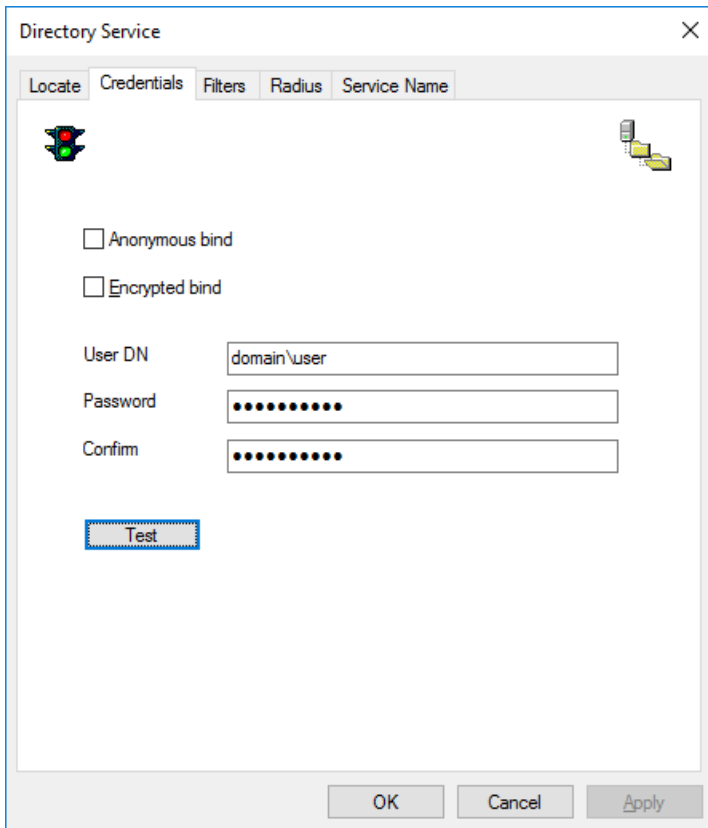 Directory Service
Locate Credentials Filters Radius Service Name
Anonymous bind
Encrypted bind
User DN domain\user
Password ●●●●●●●●●●
Confirm ●●●●●●●●●●
Test
OK Cancel Apply